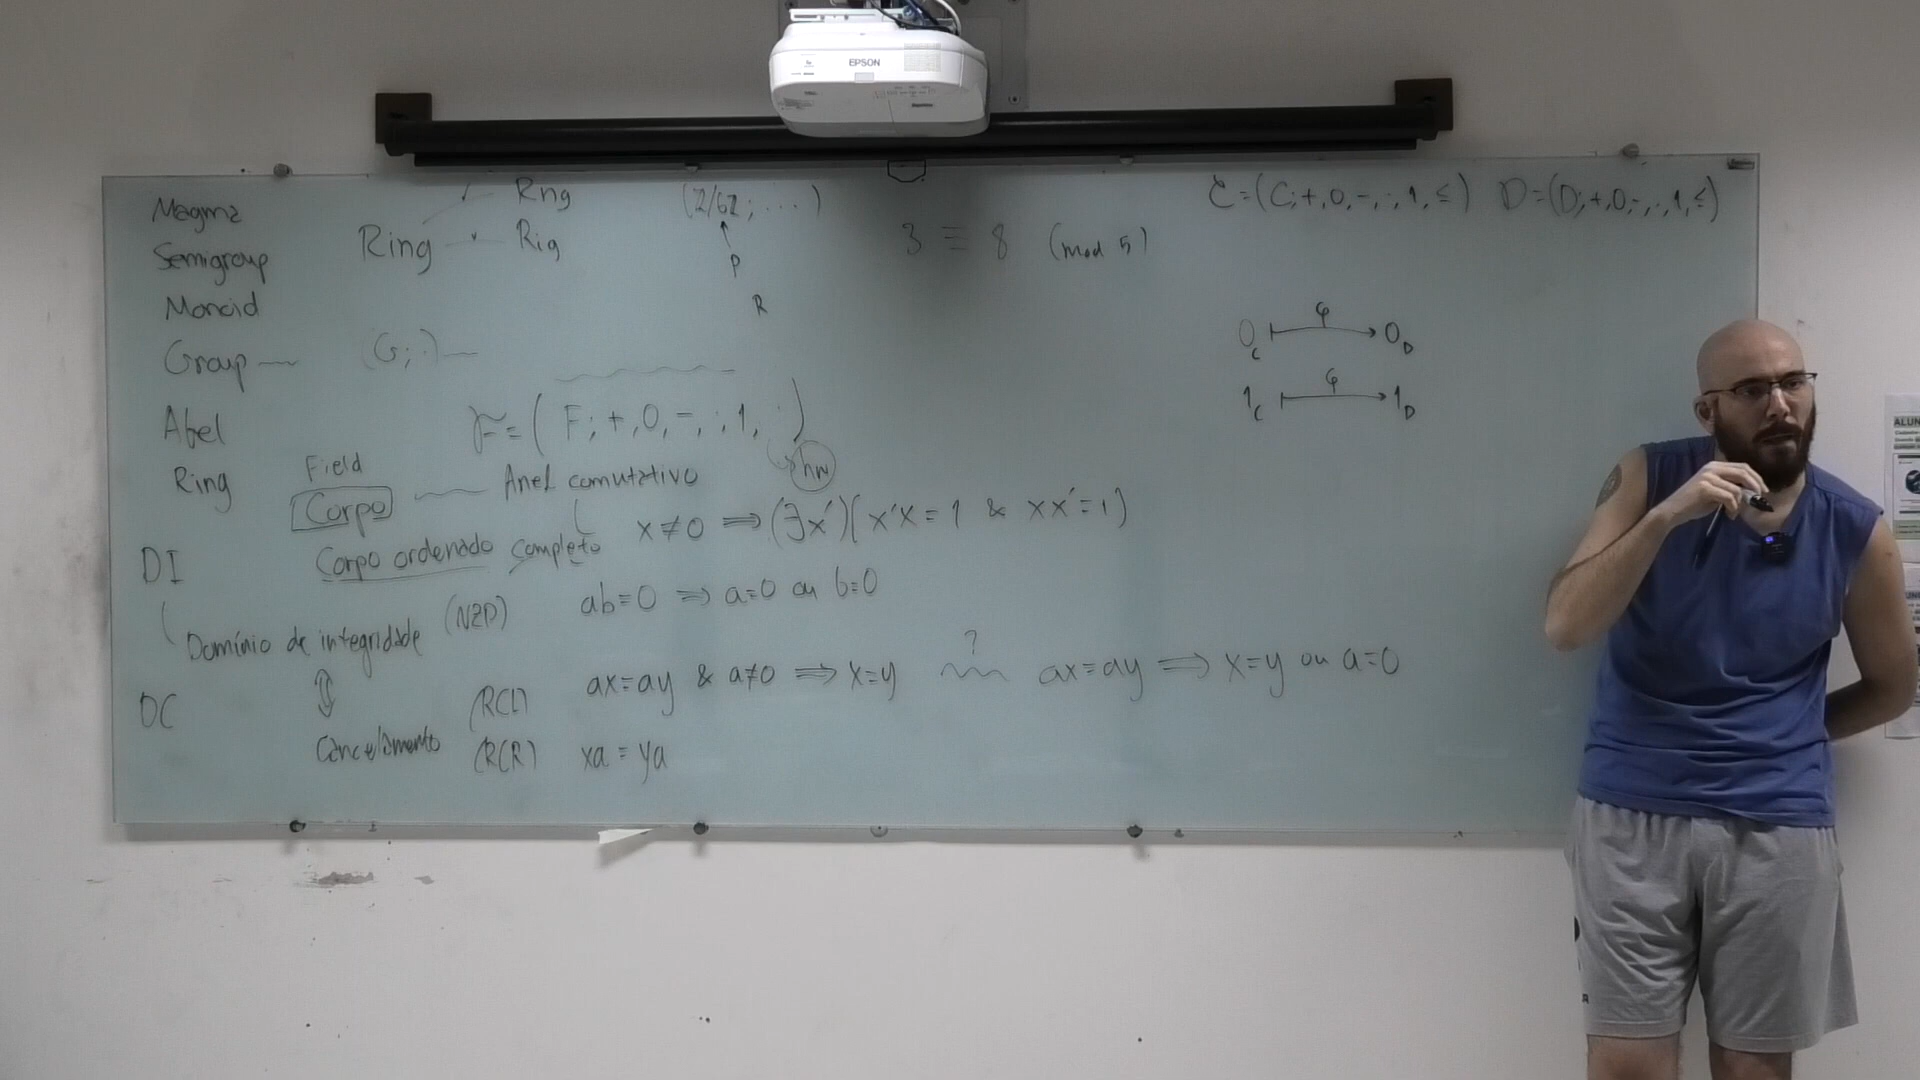 EPSON
Magma
Semigroup
Monoid
Group
Abel
Ring
DI
DC
Ring
Rng
Rig
(Z/6Z; ...)
P
R
(G; ·)
3 ≡ 8 (mod 5)
C = (C; +, 0, -, ·, 1, ≤) D = (D; +, 0, -, ·, 1, ≤)
0_C ↦ 0_D
φ
1_C ↦ 1_D
φ
F = ( F; +, 0, -, ·, 1, )
hw
Field
Corpo
Anel comutativo
x ≠ 0 ⟹ (∃x')(x'x = 1 & xx' = 1)
Corpo ordenado completo
(NZD) ab=0 ⟹ a=0 ou b=0
Domínio de integridade
⇕
(RCL) ax=ay & a≠0 ⟹ x=y ? ax=ay ⟹ x=y ou a=0
Cancelamento (RCR) xa = ya
ALUN